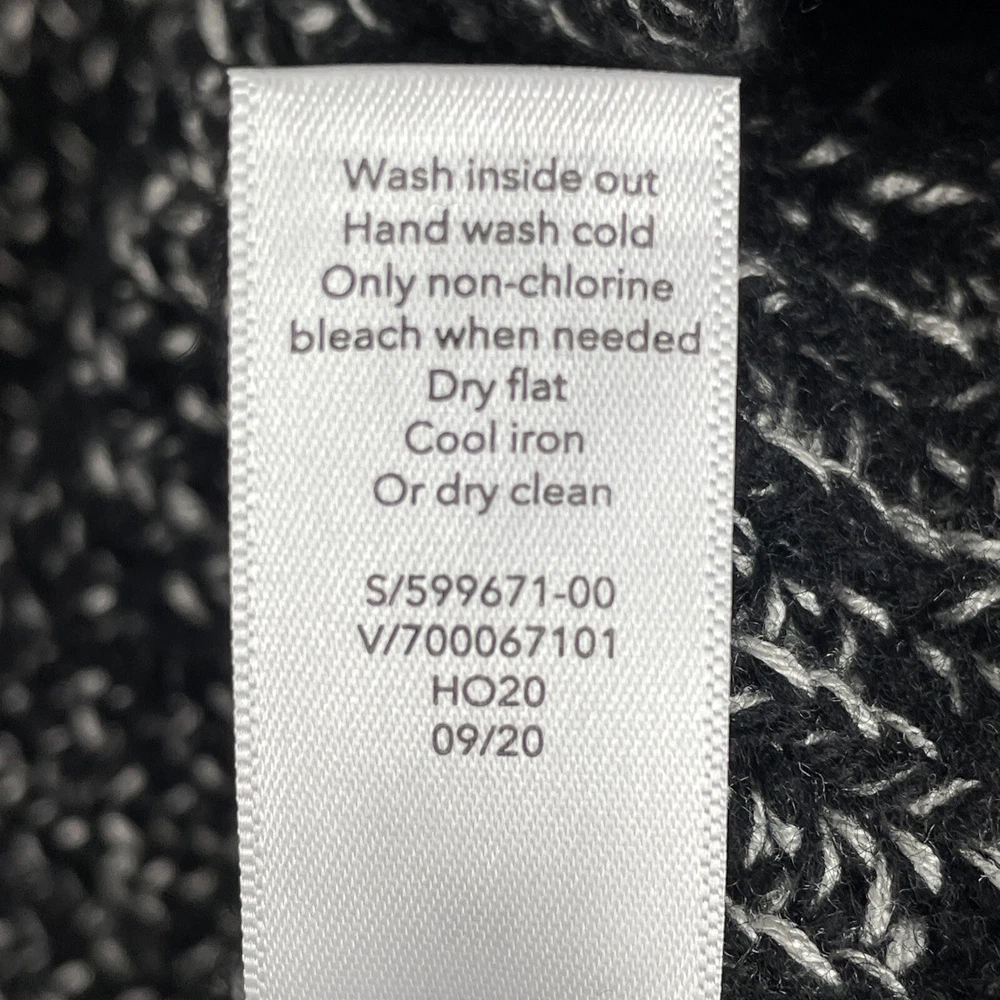 Wash inside out
Hand wash cold
Only non-chlorine
bleach when needed
Dry flat
Cool iron
Or dry clean
S/599671-00
V/700067101
HO20
09/20